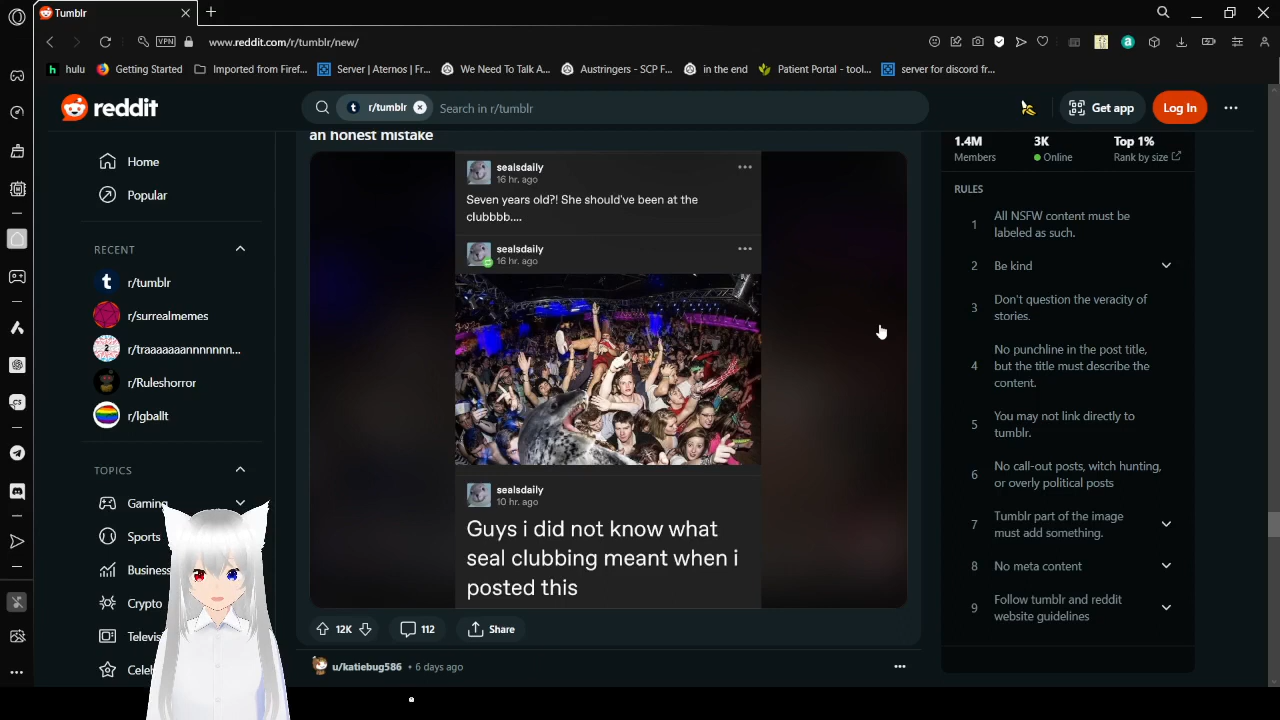 Tumblr
VPN
www.reddit.com/r/tumblr/new/
hulu
Getting Started
Imported from Firef...
Server | Aternos | Fr...
We Need To Talk A...
Austringers - SCP F...
in the end
Patient Portal - tool...
server for discord fr...
reddit
r/tumblr
Search in r/tumblr
Get app
Log In
Home
Popular
RECENT
r/tumblr
r/surrealmemes
r/traaaaaaannnnnnn...
r/Ruleshorror
r/lgballt
TOPICS
Gaming
Sports
Business
Crypto
Televisi
Celeb
an honest mistake
sealsdaily
16 hr. ago
Seven years old?! She should've been at the
clubbbb....
sealsdaily
16 hr. ago
sealsdaily
10 hr. ago
Guys i did not know what
seal clubbing meant when i
posted this
12K
112
Share
u/katiebug586 • 6 days ago
1.4M
Members
3K
Online
Top 1%
Rank by size
RULES
1 All NSFW content must be
labeled as such.
2 Be kind
3 Don't question the veracity of
stories.
4 No punchline in the post title,
but the title must describe the
content.
5 You may not link directly to
tumblr.
6 No call-out posts, witch hunting,
or overly political posts
7 Tumblr part of the image
must add something.
8 No meta content
9 Follow tumblr and reddit
website guidelines